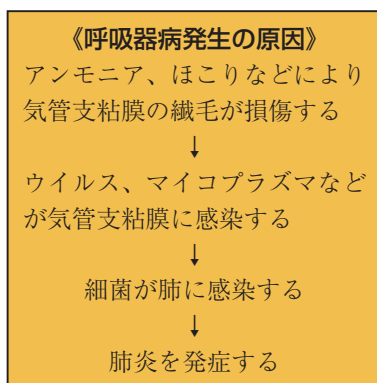 《呼吸器病発生の原因》
アンモニア、ほこりなどにより
気管支粘膜の繊毛が損傷する
↓
ウイルス、マイコプラズマなど
が気管支粘膜に感染する
↓
細菌が肺に感染する
↓
肺炎を発症する